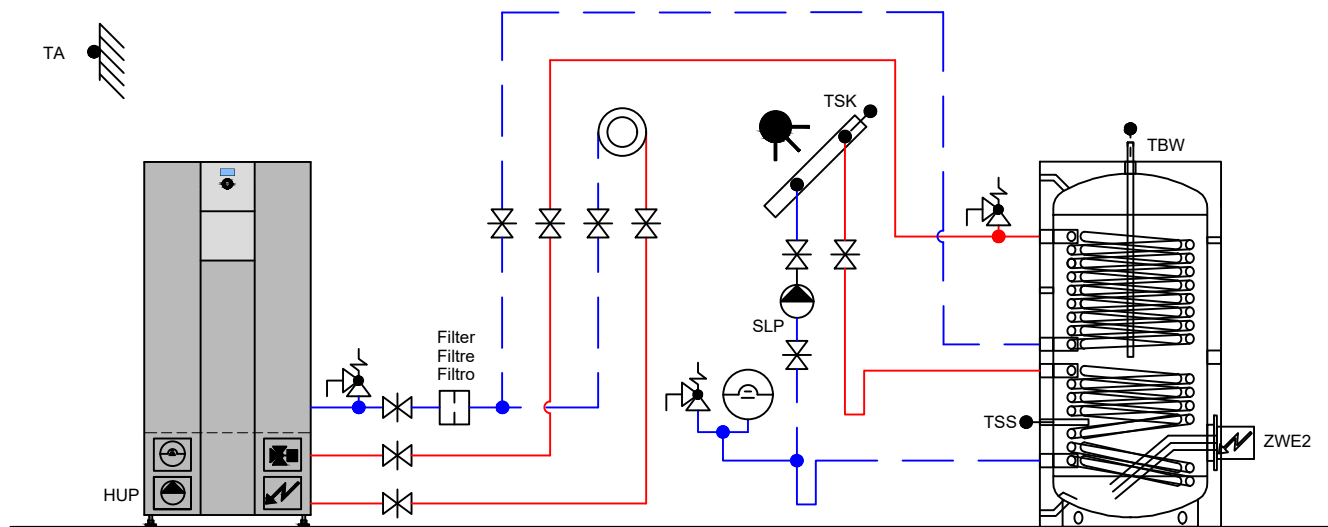 TA
TSK
TBW
Filter
Filtre
Filtro
SLP
TSS
ZWE2
HUP